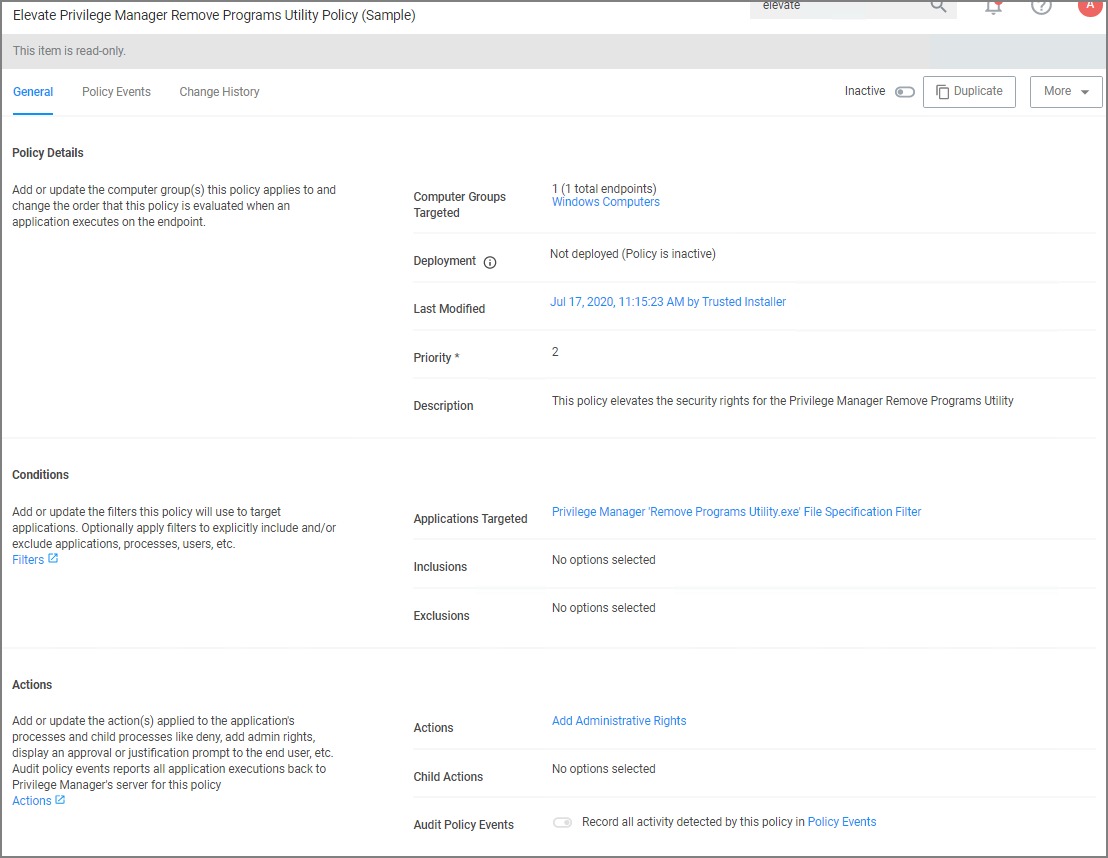 Elevate Privilege Manager Remove Programs Utility Policy (Sample)
elevate
A
This item is read-only.
General
Policy Events
Change History
Inactive
Duplicate
More
Policy Details
Add or update the computer group(s) this policy applies to and
change the order that this policy is evaluated when an
application executes on the endpoint.
Computer Groups
Targeted
1 (1 total endpoints)
Windows Computers
Deployment
Not deployed (Policy is inactive)
Last Modified
Jul 17, 2020, 11:15:23 AM by Trusted Installer
Priority *
2
Description
This policy elevates the security rights for the Privilege Manager Remove Programs Utility
Conditions
Add or update the filters this policy will use to target
applications. Optionally apply filters to explicitly include and/or
exclude applications, processes, users, etc.
Filters
Applications Targeted
Privilege Manager 'Remove Programs Utility.exe' File Specification Filter
Inclusions
No options selected
Exclusions
No options selected
Actions
Add or update the action(s) applied to the application's
processes and child processes like deny, add admin rights,
display an approval or justification prompt to the end user, etc.
Audit policy events reports all application executions back to
Privilege Manager's server for this policy
Actions
Actions
Add Administrative Rights
Child Actions
No options selected
Audit Policy Events
Record all activity detected by this policy in Policy Events